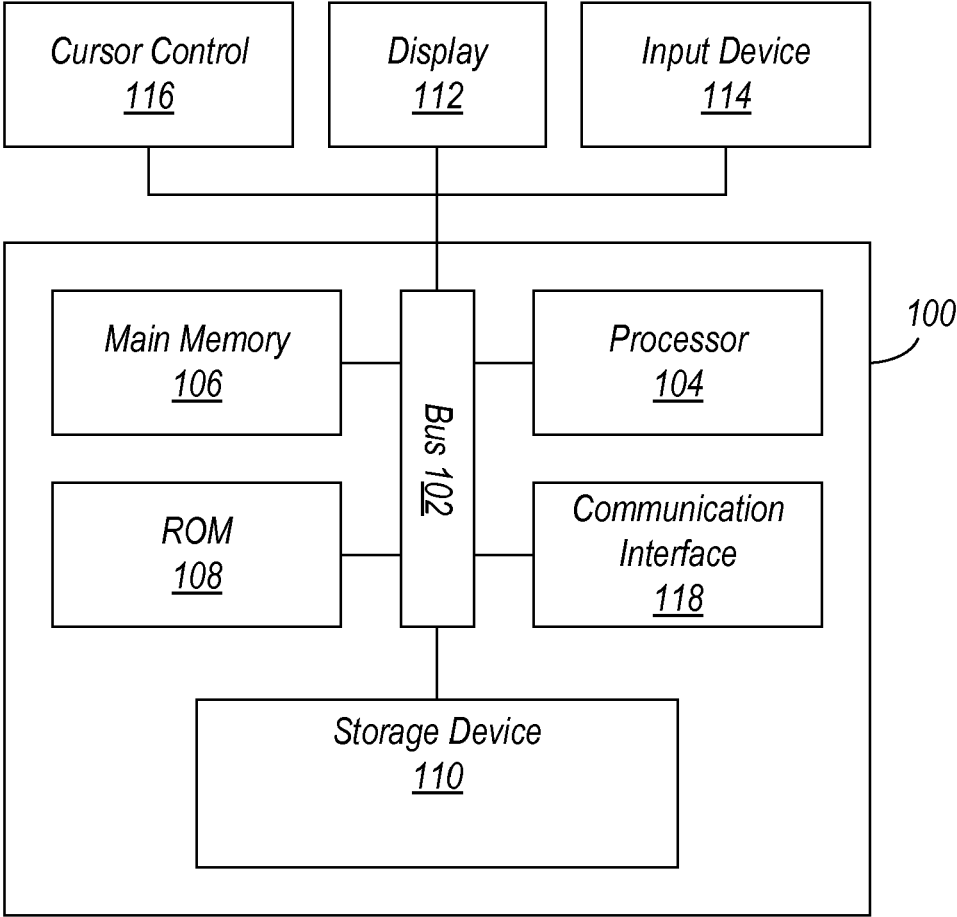 Cursor Control
116
Display
112
Input Device
114
100
Main Memory
106
Processor
104
Bus 102
ROM
108
Communication
Interface
118
Storage Device
110